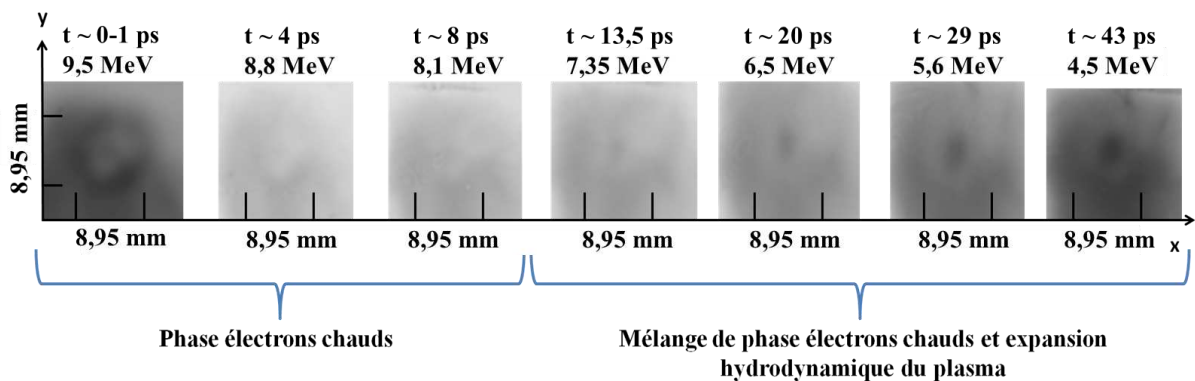 y
t ~ 0-1 ps
9,5 MeV
t ~ 4 ps
8,8 MeV
t ~ 8 ps
8,1 MeV
t ~ 13,5 ps
7,35 MeV
t ~ 20 ps
6,5 MeV
t ~ 29 ps
5,6 MeV
t ~ 43 ps
4,5 MeV
8,95 mm
8,95 mm
8,95 mm
8,95 mm
8,95 mm
8,95 mm
8,95 mm
8,95 mm
x
Phase électrons chauds
Mélange de phase électrons chauds et expansion
hydrodynamique du plasma